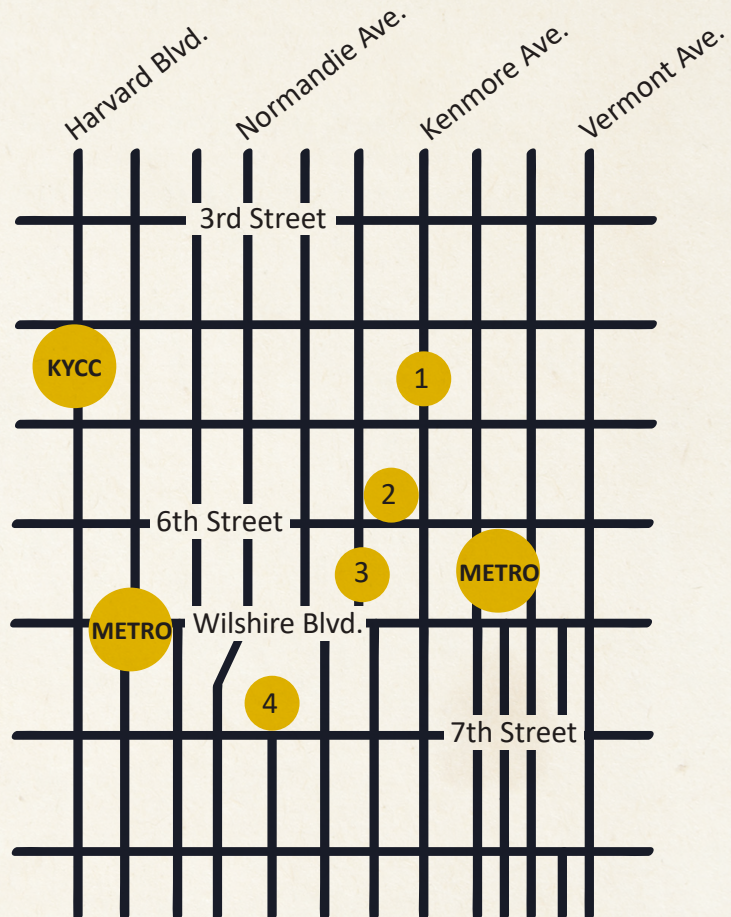 Harvard Blvd.
Normandie Ave.
Kenmore Ave.
Vermont Ave.
3rd Street
KYCC
1
2
6th Street
3
METRO
METRO
Wilshire Blvd.
4
7th Street